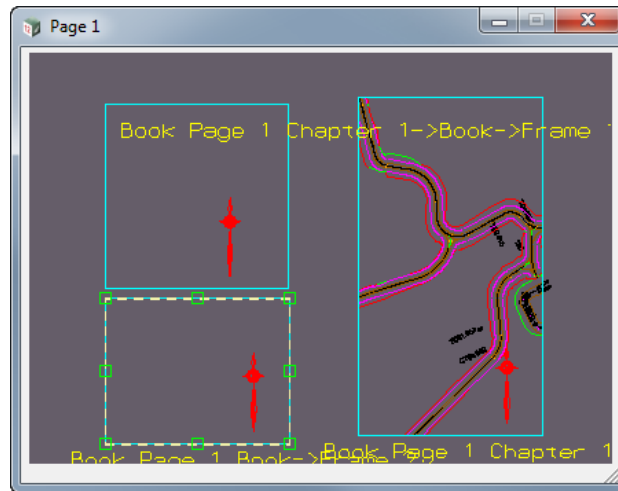 Page 1
Book Page 1 Chapter 1->Book->Frame 1
Book Page 1 Chapter 1
Book Page 1 Book->Frame